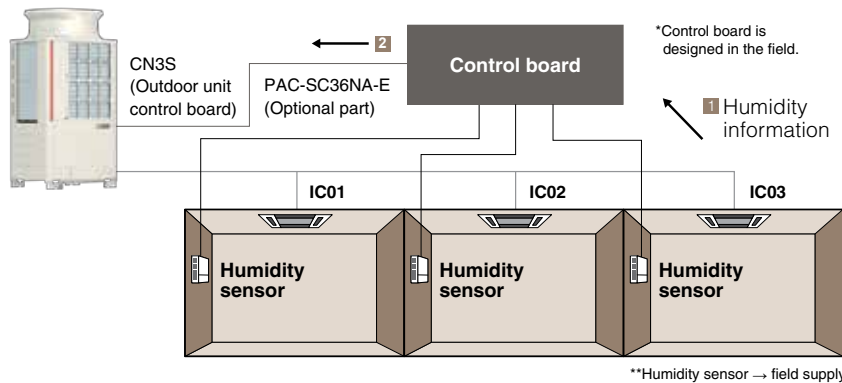 CN3S
(Outdoor unit
control board)
2
PAC-SC36NA-E
(Optional part)
Control board
*Control board is
designed in the field.
1 Humidity
information
IC01
IC02
IC03
Humidity
sensor
Humidity
sensor
Humidity
sensor
**Humidity sensor → field supply